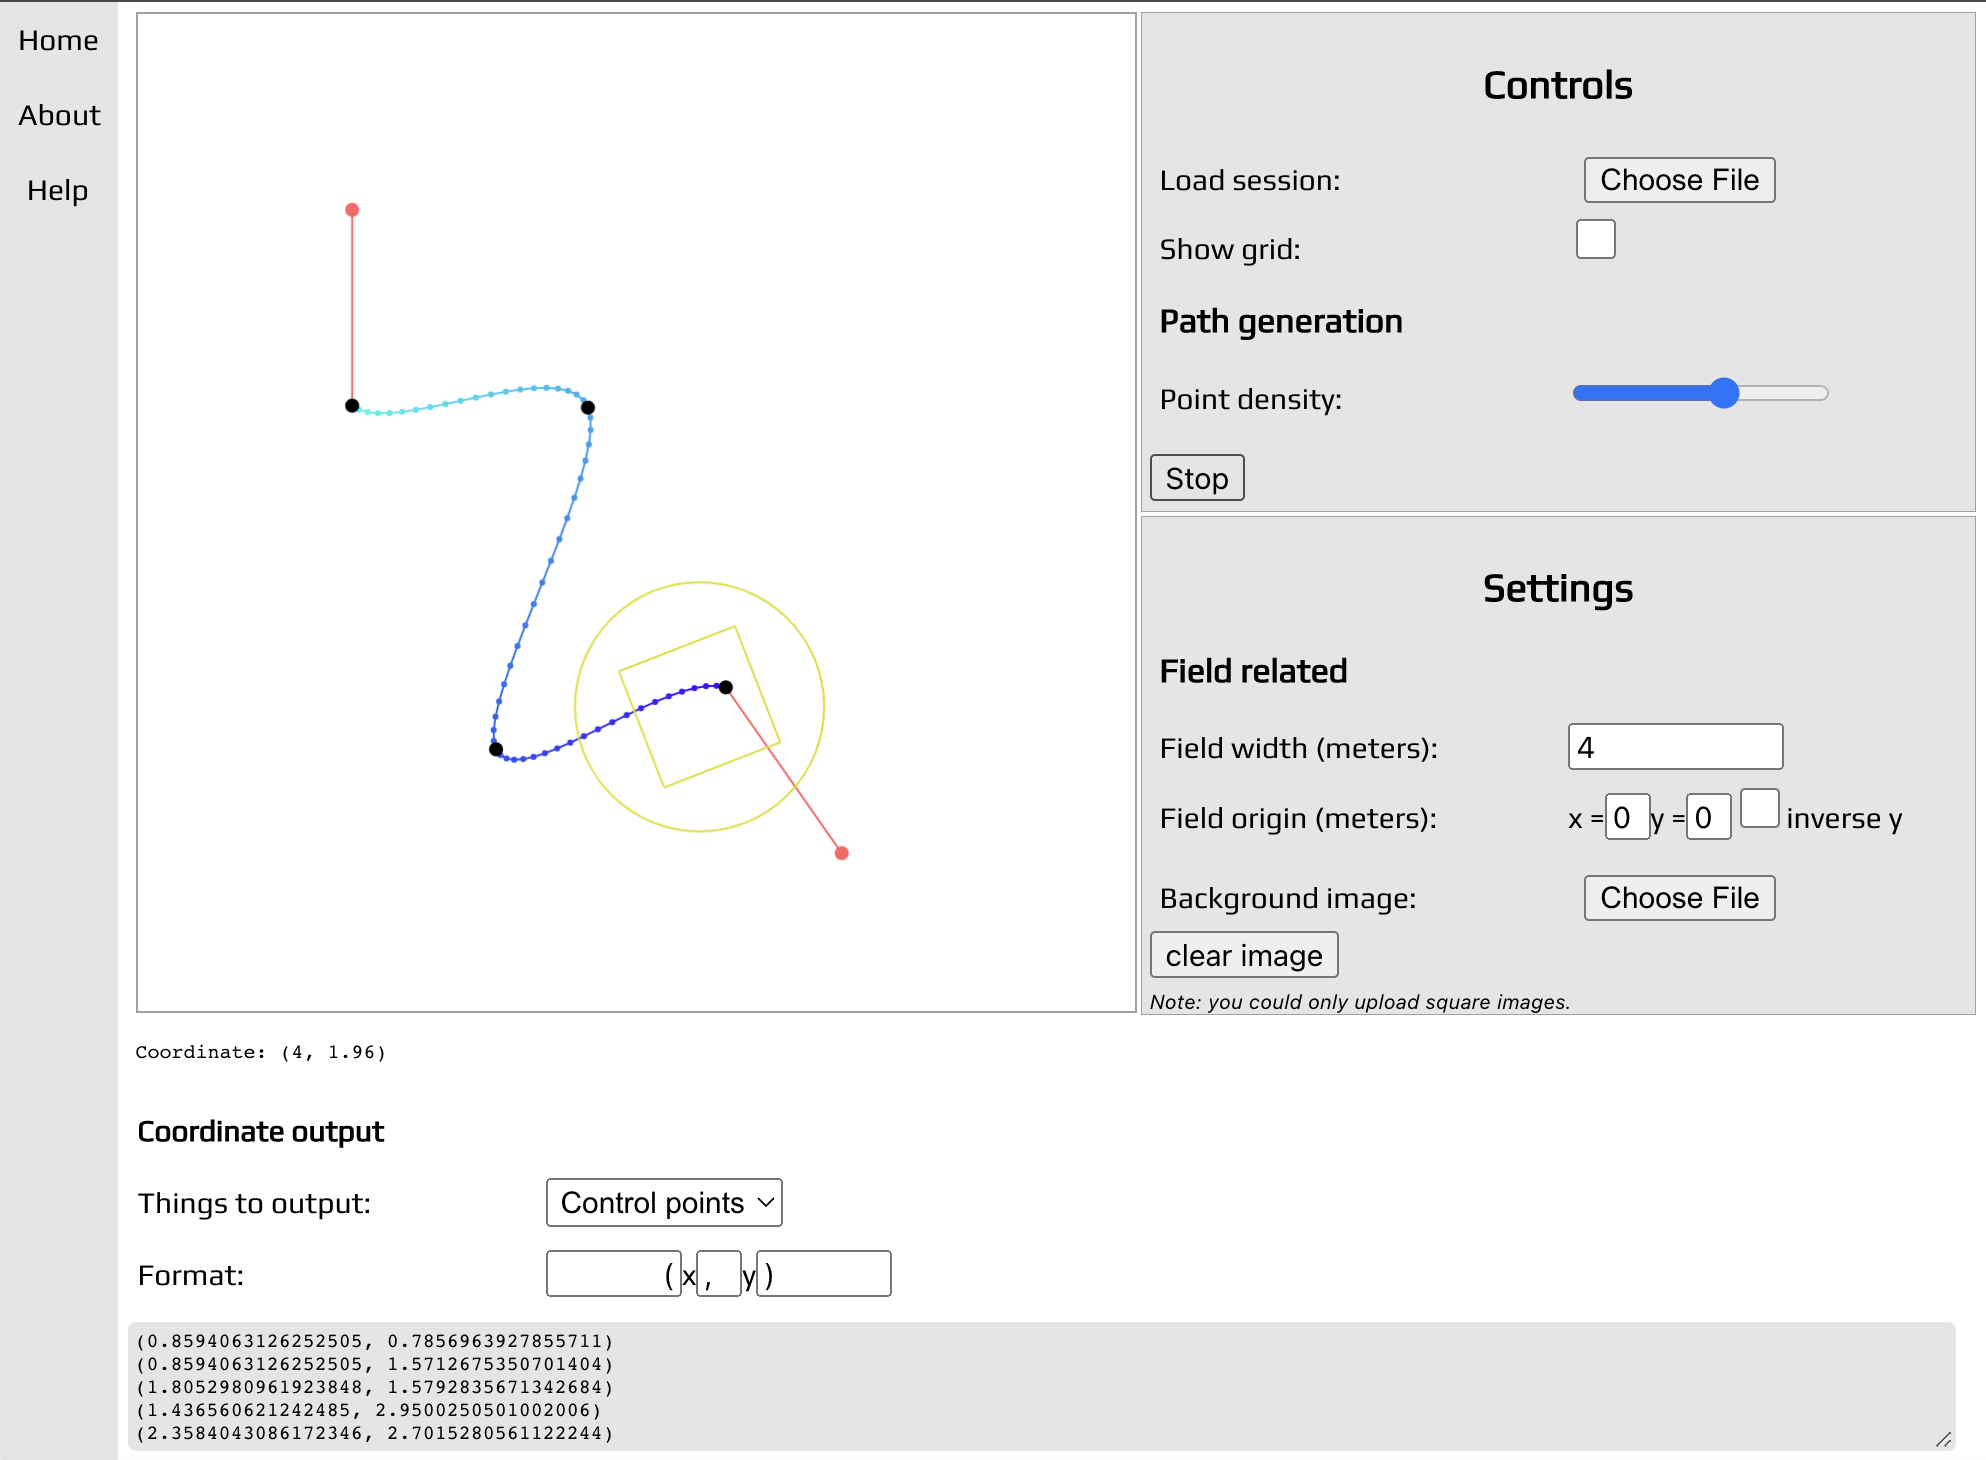 Home
About
Help
Controls
Load session: Choose File
Show grid:
Path generation
Point density:
Stop
Settings
Field related
Field width (meters): 4
Field origin (meters): x = 0 y = 0 inverse y
Background image: Choose File
clear image
Note: you could only upload square images.
Coordinate: (4, 1.96)
Coordinate output
Things to output: Control points
Format: ( x , y )
(0.8594063126252505, 0.7856963927855711)
(0.8594063126252505, 1.5712675350701404)
(1.8052980961923848, 1.5792835671342684)
(1.436560621242485, 2.9500250501002006)
(2.3584043086172346, 2.7015280561122244)